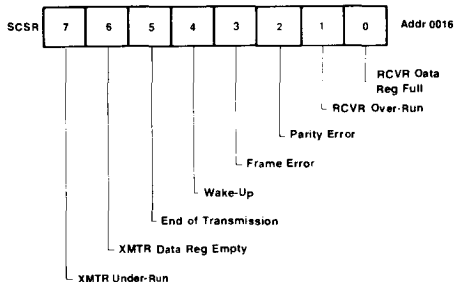 SCSR 7 6 5 4 3 2 1 0 Addr 0016
RCVR Data
Reg Full
RCVR Over-Run
Parity Error
Frame Error
Wake-Up
End of Transmission
XMTR Data Reg Empty
XMTR Under-Run